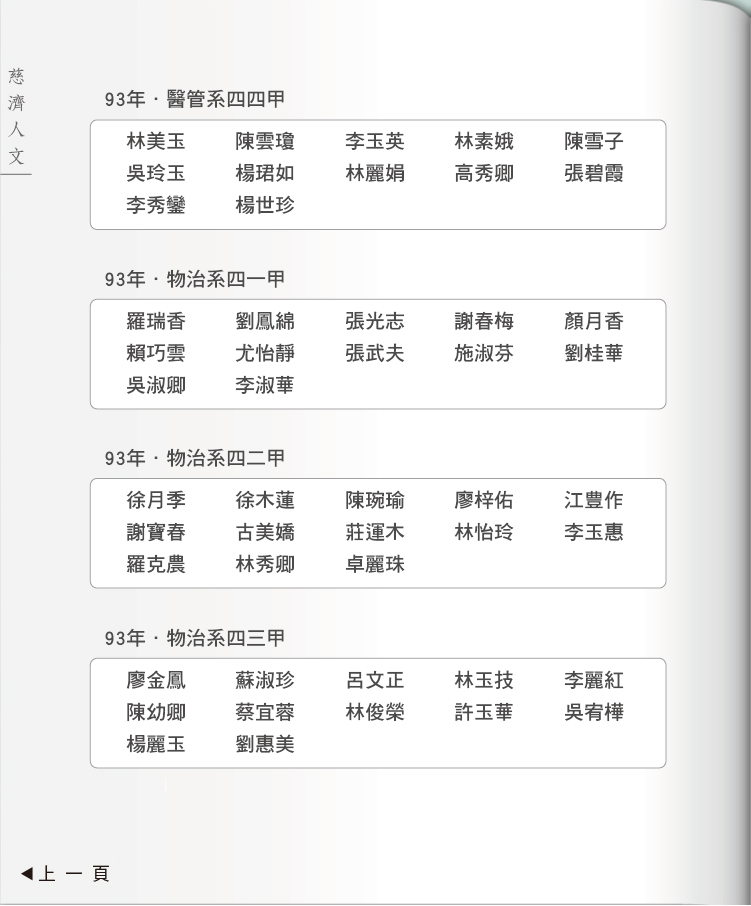 慈濟人文
93年．醫管系四四甲
林美玉 陳雲瓊 李玉英 林素娥 陳雪子
吳玲玉 楊珺如 林麗娟 高秀卿 張碧霞
李秀鑾 楊世珍
93年．物治系四一甲
羅瑞香 劉鳳綿 張光志 謝春梅 顏月香
賴巧雲 尤怡靜 張武夫 施淑芬 劉桂華
吳淑卿 李淑華
93年．物治系四二甲
徐月季 徐木蓮 陳琬瑜 廖梓佑 江豊作
謝寶春 古美嬌 莊運木 林怡玲 李玉惠
羅克農 林秀卿 卓麗珠
93年．物治系四三甲
廖金鳳 蘇淑珍 呂文正 林玉技 李麗紅
陳幼卿 蔡宜蓉 林俊榮 許玉華 吳宥樺
楊麗玉 劉惠美
◀上一頁